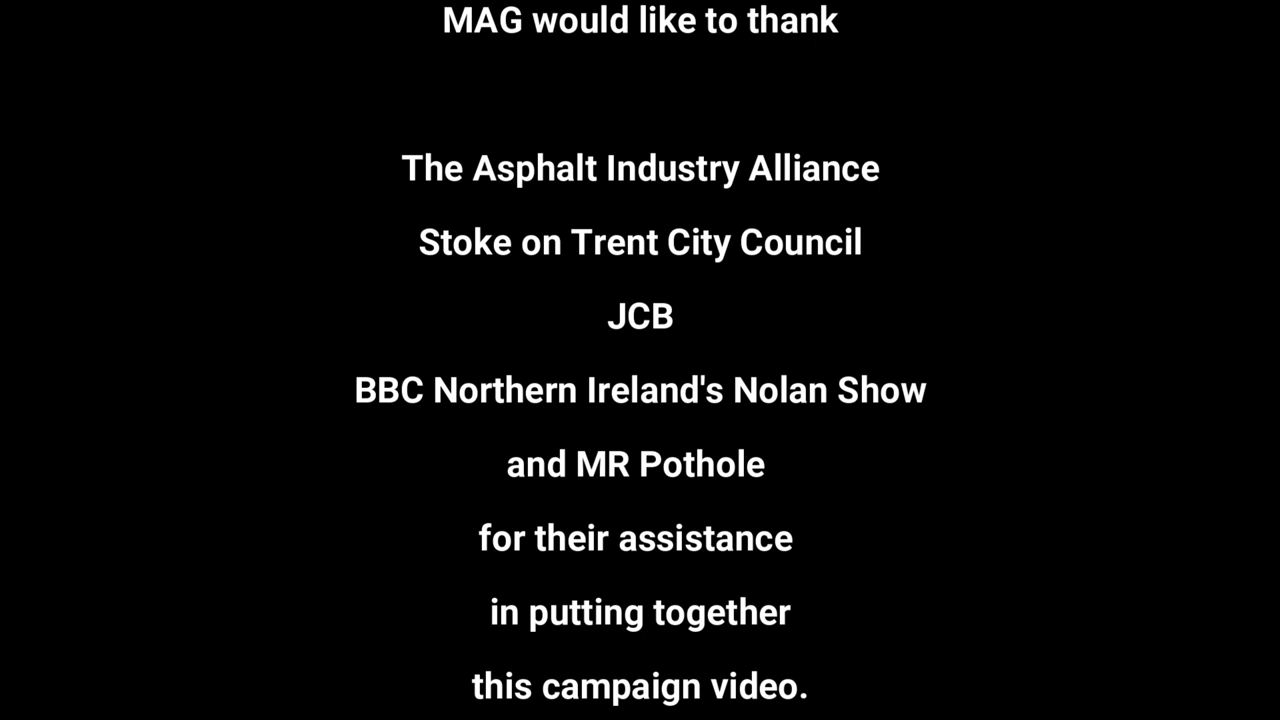 MAG would like to thank
The Asphalt Industry Alliance
Stoke on Trent City Council
JCB
BBC Northern Ireland's Nolan Show
and MR Pothole
for their assistance
in putting together
this campaign video.